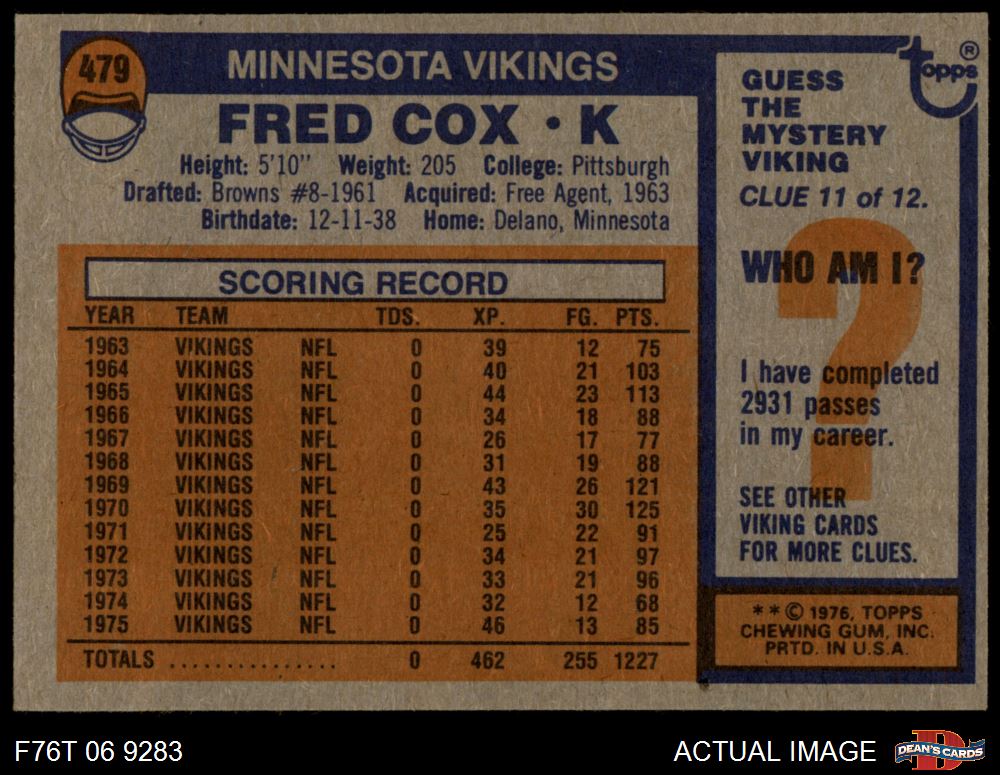 479
MINNESOTA VIKINGS
FRED COX • K
Height: 5'10" Weight: 205 College: Pittsburgh
Drafted: Browns #8-1961 Acquired: Free Agent, 1963
Birthdate: 12-11-38 Home: Delano, Minnesota
SCORING RECORD
YEAR TEAM TDS. XP. FG. PTS.
1963 VIKINGS NFL 0 39 12 75
1964 VIKINGS NFL 0 40 21 103
1965 VIKINGS NFL 0 44 23 113
1966 VIKINGS NFL 0 34 18 88
1967 VIKINGS NFL 0 26 17 77
1968 VIKINGS NFL 0 31 19 88
1969 VIKINGS NFL 0 43 26 121
1970 VIKINGS NFL 0 35 30 125
1971 VIKINGS NFL 0 25 22 91
1972 VIKINGS NFL 0 34 21 97
1973 VIKINGS NFL 0 33 21 96
1974 VIKINGS NFL 0 32 12 68
1975 VIKINGS NFL 0 46 13 85
TOTALS ............... 0 462 255 1227
topps ®
GUESS
THE
MYSTERY
VIKING
CLUE 11 of 12.
?
WHO AM I?
I have completed
2931 passes
in my career.
SEE OTHER
VIKING CARDS
FOR MORE CLUES.
* * © 1976, TOPPS
CHEWING GUM, INC.
PRTD. IN U.S.A.
F76T 06 9283
ACTUAL IMAGE
D
DEAN'S CARDS